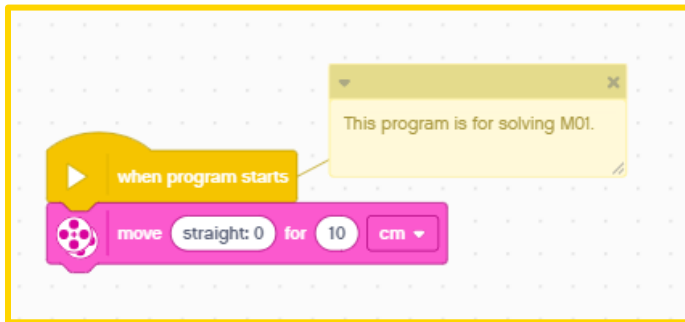 This program is for solving M01.
when program starts
move straight: 0 for 10 cm